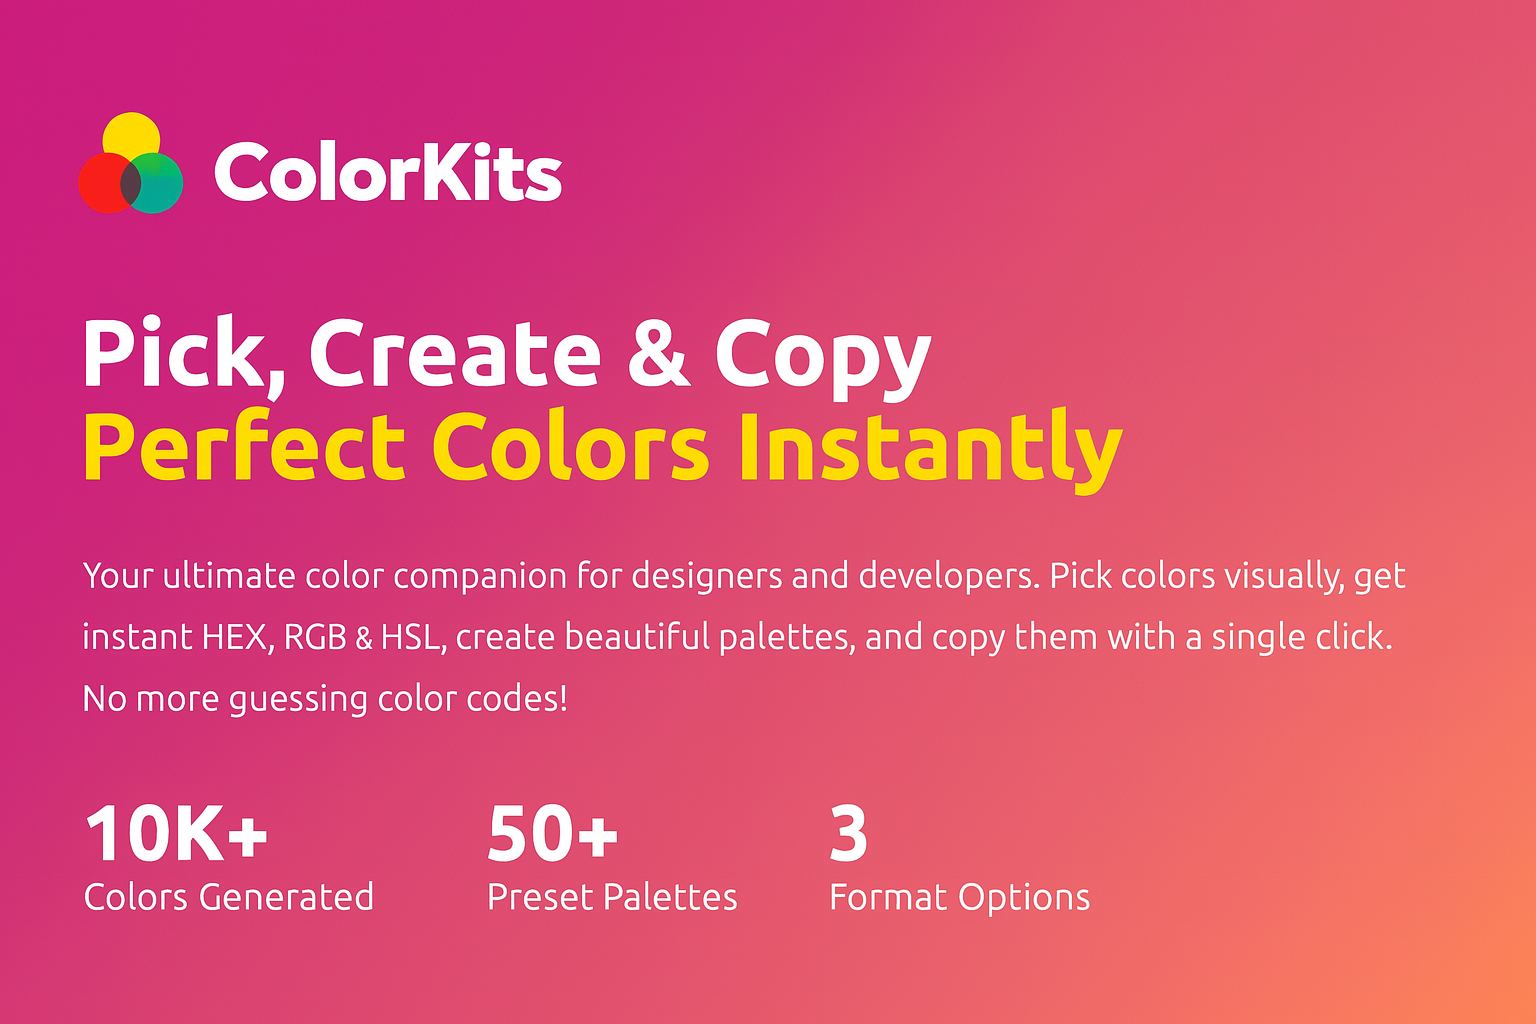 ColorKits
Pick, Create & Copy
Perfect Colors Instantly
Your ultimate color companion for designers and developers. Pick colors visually, get
instant HEX, RGB & HSL, create beautiful palettes, and copy them with a single click.
No more guessing color codes!
10K+
Colors Generated
50+
Preset Palettes
3
Format Options